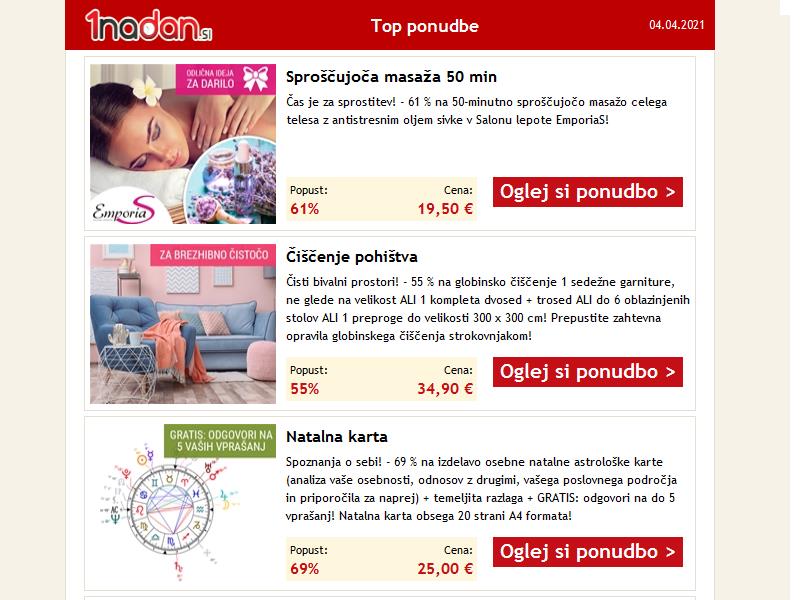 1nadan.si
Top ponudbe
04.04.2021
ODLIČNA IDEJA
ZA DARILO
EmporiaS
Sproščujoča masaža 50 min
Čas je za sprostitev! - 61 % na 50-minutno sproščujočo masažo celega
telesa z antistresnim oljem sivke v Salonu lepote EmporiaS!
Popust:
Cena:
61%
19,50 €
Oglej si ponudbo >
ZA BREZHIBNO ČISTOČO
Čiščenje pohištva
Čisti bivalni prostori! - 55 % na globinsko čiščenje 1 sedežne garniture,
ne glede na velikost ALI 1 kompleta dvosed + trosed ALI do 6 oblazinjenih
stolov ALI 1 preproge do velikosti 300 x 300 cm! Prepustite zahtevna
opravila globinskega čiščenja strokovnjakom!
Popust:
Cena:
55%
34,90 €
Oglej si ponudbo >
GRATIS: ODGOVORI NA
5 VAŠIH VPRAŠANJ
AC
Natalna karta
Spoznanja o sebi! - 69 % na izdelavo osebne natalne astrološke karte
(analiza vaše osebnosti, odnosov z drugimi, vašega poslovnega področja
in priporočila za naprej) + temeljita razlaga + GRATIS: odgovori na do 5
vprašanj! Natalna karta obsega 20 strani A4 formata!
Popust:
Cena:
69%
25,00 €
Oglej si ponudbo >